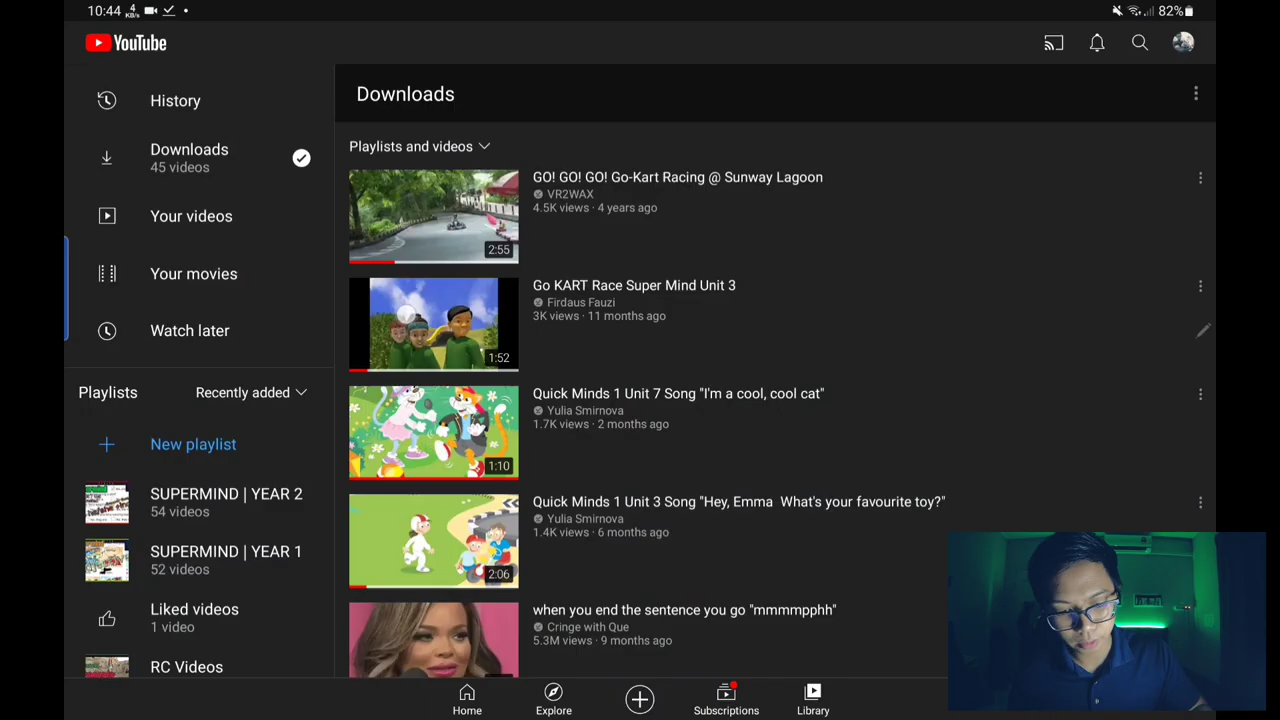 10:44 4 KB/s
82%
YouTube
History
Downloads
45 videos
Your videos
Your movies
Watch later
Playlists
Recently added
New playlist
SUPERMIND | YEAR 2
54 videos
SUPERMIND | YEAR 1
52 videos
Liked videos
1 video
RC Videos
Downloads
Playlists and videos
GO! GO! GO! Go-Kart Racing @ Sunway Lagoon
VR2WAX
4.5K views · 4 years ago
2:55
Go KART Race Super Mind Unit 3
Firdaus Fauzi
3K views · 11 months ago
1:52
Quick Minds 1 Unit 7 Song "I'm a cool, cool cat"
Yulia Smirnova
1.7K views · 2 months ago
1:10
Quick Minds 1 Unit 3 Song "Hey, Emma  What's your favourite toy?"
Yulia Smirnova
1.4K views · 6 months ago
2:06
when you end the sentence you go "mmmmpphh"
Cringe with Que
5.3M views · 9 months ago
Home
Explore
Subscriptions
Library